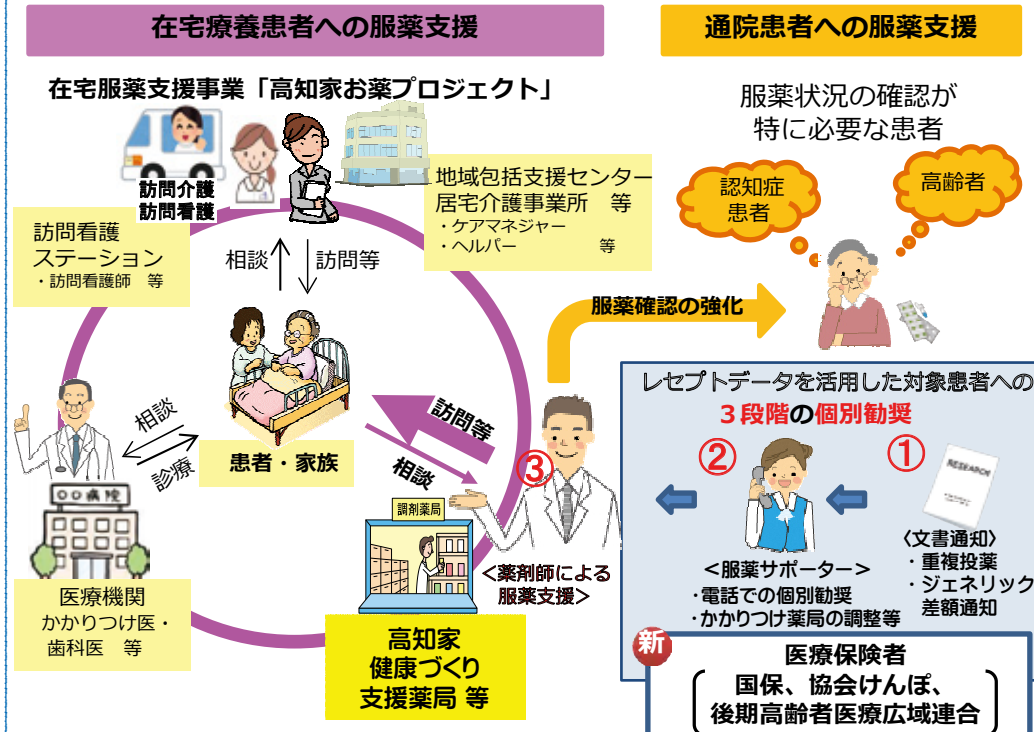 在宅療養患者への服薬支援
在宅服薬支援事業「高知家お薬プロジェクト」
訪問介護
訪問看護
地域包括支援センター
居宅介護事業所　等
・ケアマネジャー
・ヘルパー　　　等
訪問看護
ステーション
・訪問看護師　等
相談
訪問等
相談
診療
患者・家族
訪問等
相談
○○病院
医療機関
かかりつけ医・
歯科医　等
調剤薬局
③
<薬剤師による
服薬支援>
高知家
健康づくり
支援薬局 等
通院患者への服薬支援
服薬状況の確認が
特に必要な患者
認知症
患者
高齢者
服薬確認の強化
レセプトデータを活用した対象患者への
３段階の個別勧奨
②
①
RESEARCH
<服薬サポーター>
・電話での個別勧奨
・かかりつけ薬局の調整等
〈文書通知〉
・重複投薬
・ジェネリック
差額通知
新
医療保険者
国保、協会けんぽ、
後期高齢者医療広域連合